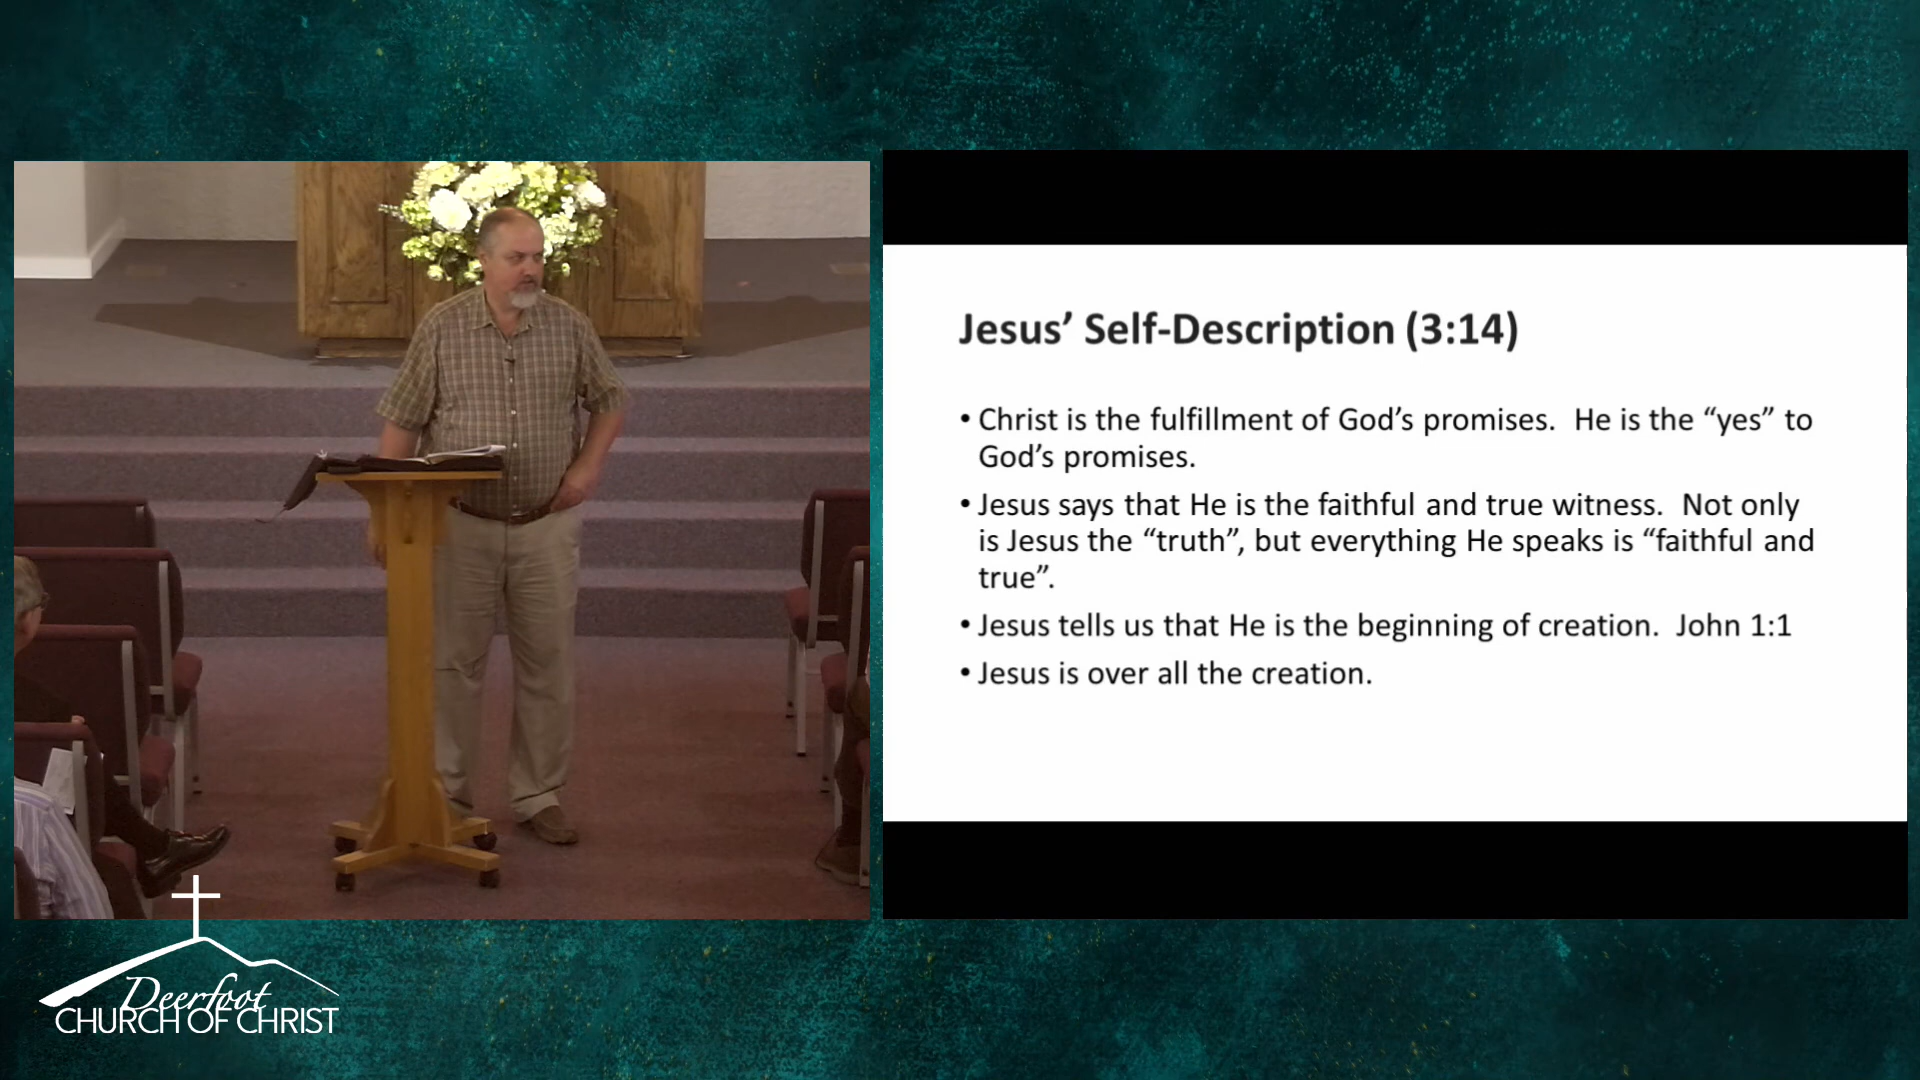 Jesus’ Self-Description (3:14)
• Christ is the fulfillment of God’s promises.  He is the “yes” to
God’s promises.
• Jesus says that He is the faithful and true witness.  Not only
is Jesus the “truth”, but everything He speaks is “faithful and
true”.
• Jesus tells us that He is the beginning of creation.  John 1:1
• Jesus is over all the creation.
Deerfoot
CHURCH OF CHRIST